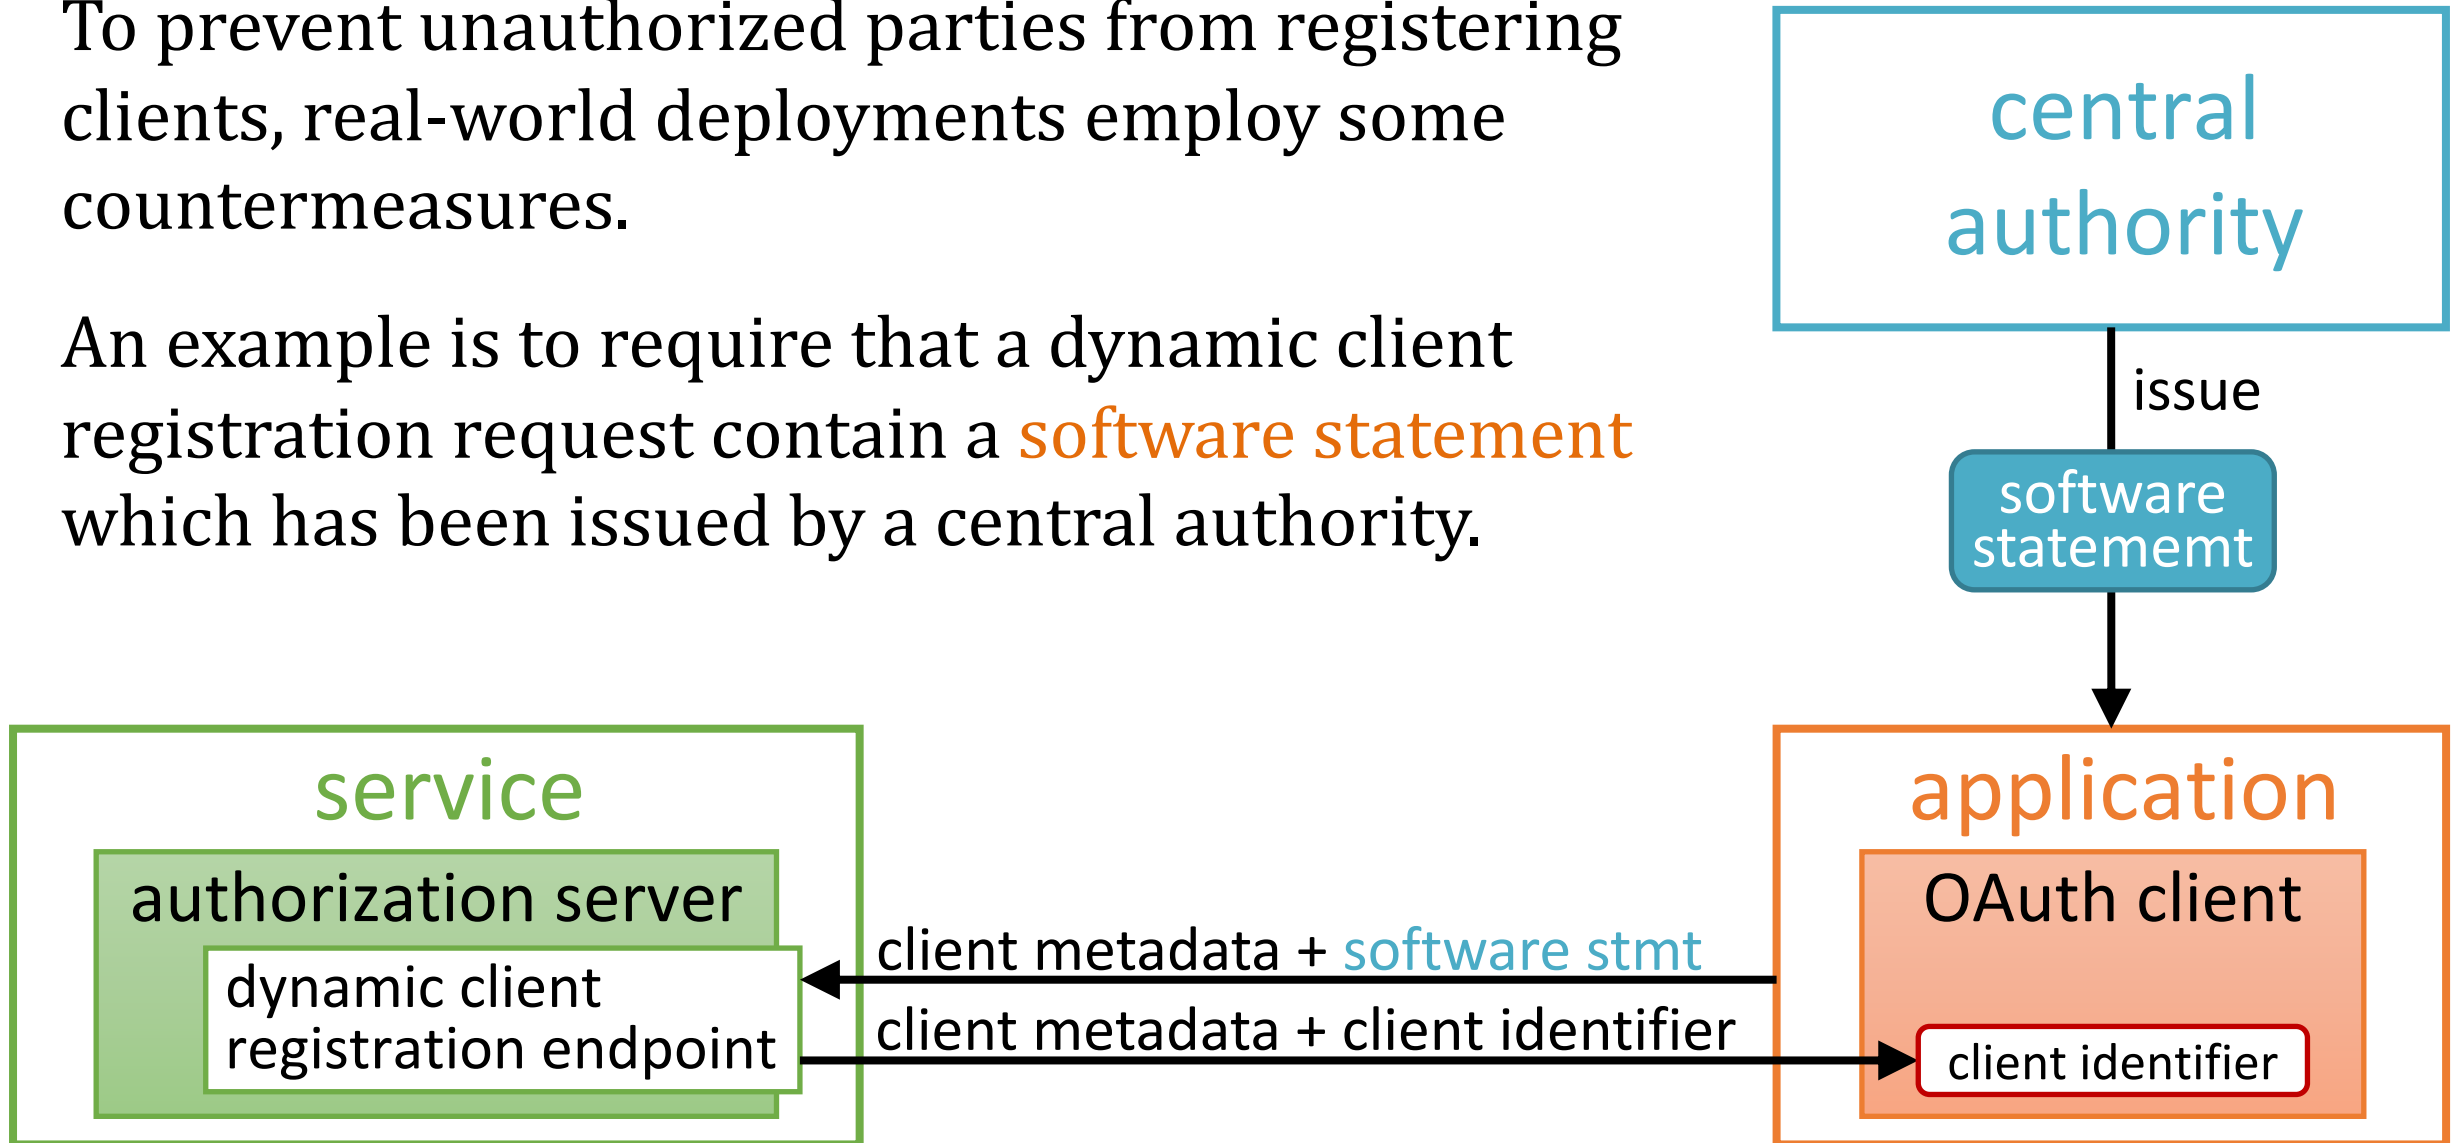 To prevent unauthorized parties from registering
clients, real-world deployments employ some
countermeasures.
An example is to require that a dynamic client
registration request contain a software statement
which has been issued by a central authority.
central
authority
issue
software
statememt
service
authorization server
dynamic client
registration endpoint
client metadata + software stmt
client metadata + client identifier
application
OAuth client
client identifier